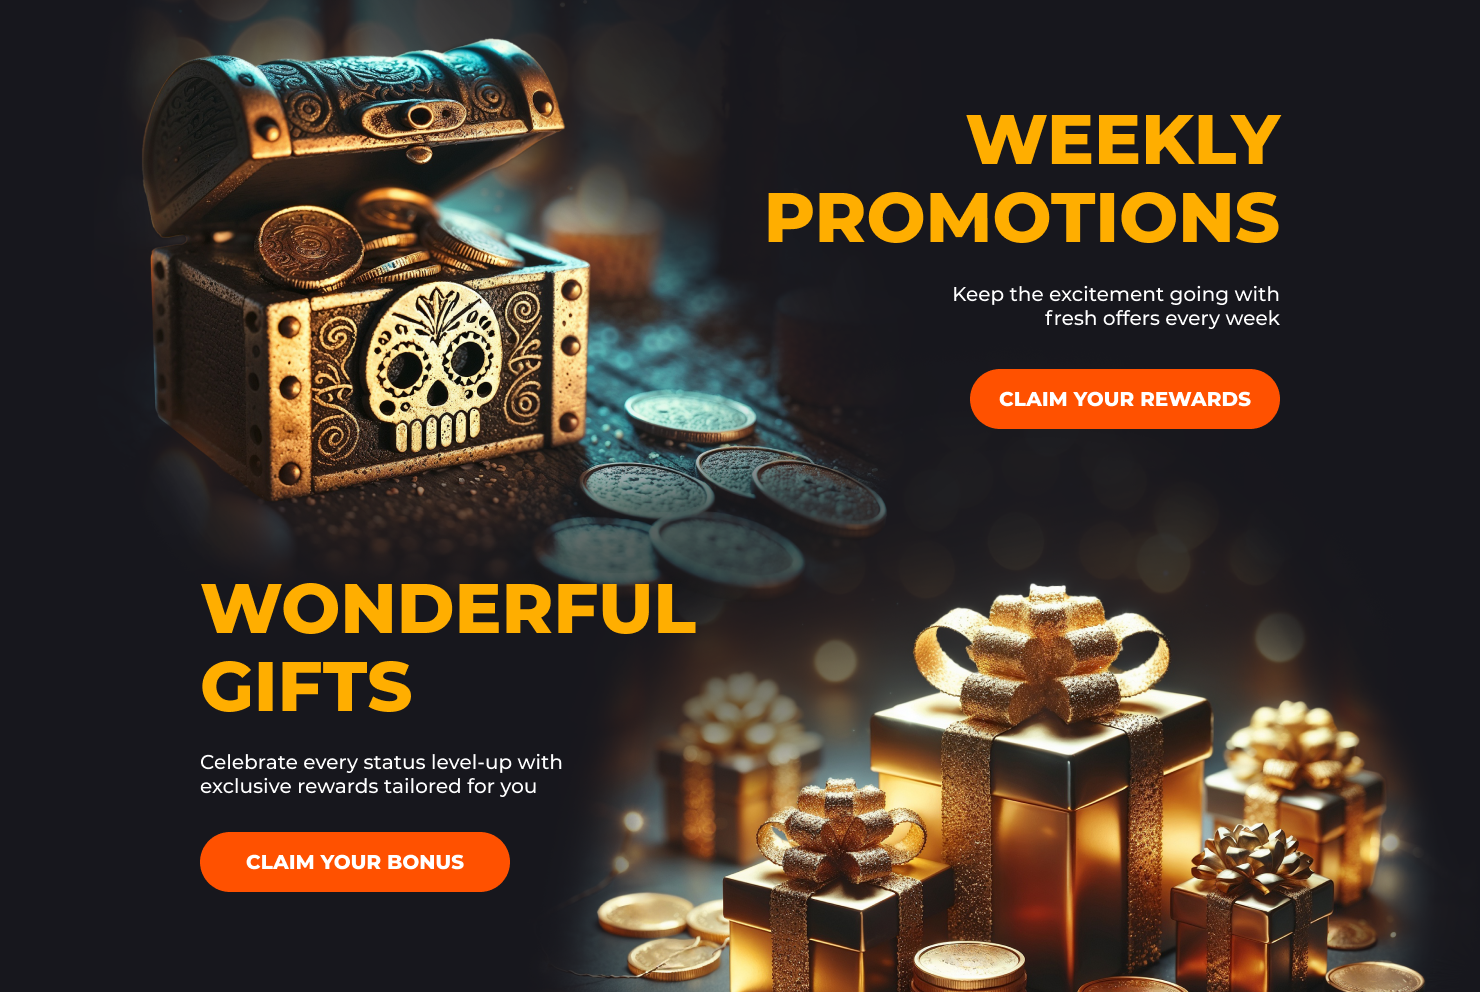 WEEKLY
PROMOTIONS
Keep the excitement going with
fresh offers every week
CLAIM YOUR REWARDS
WONDERFUL
GIFTS
Celebrate every status level-up with
exclusive rewards tailored for you
CLAIM YOUR BONUS